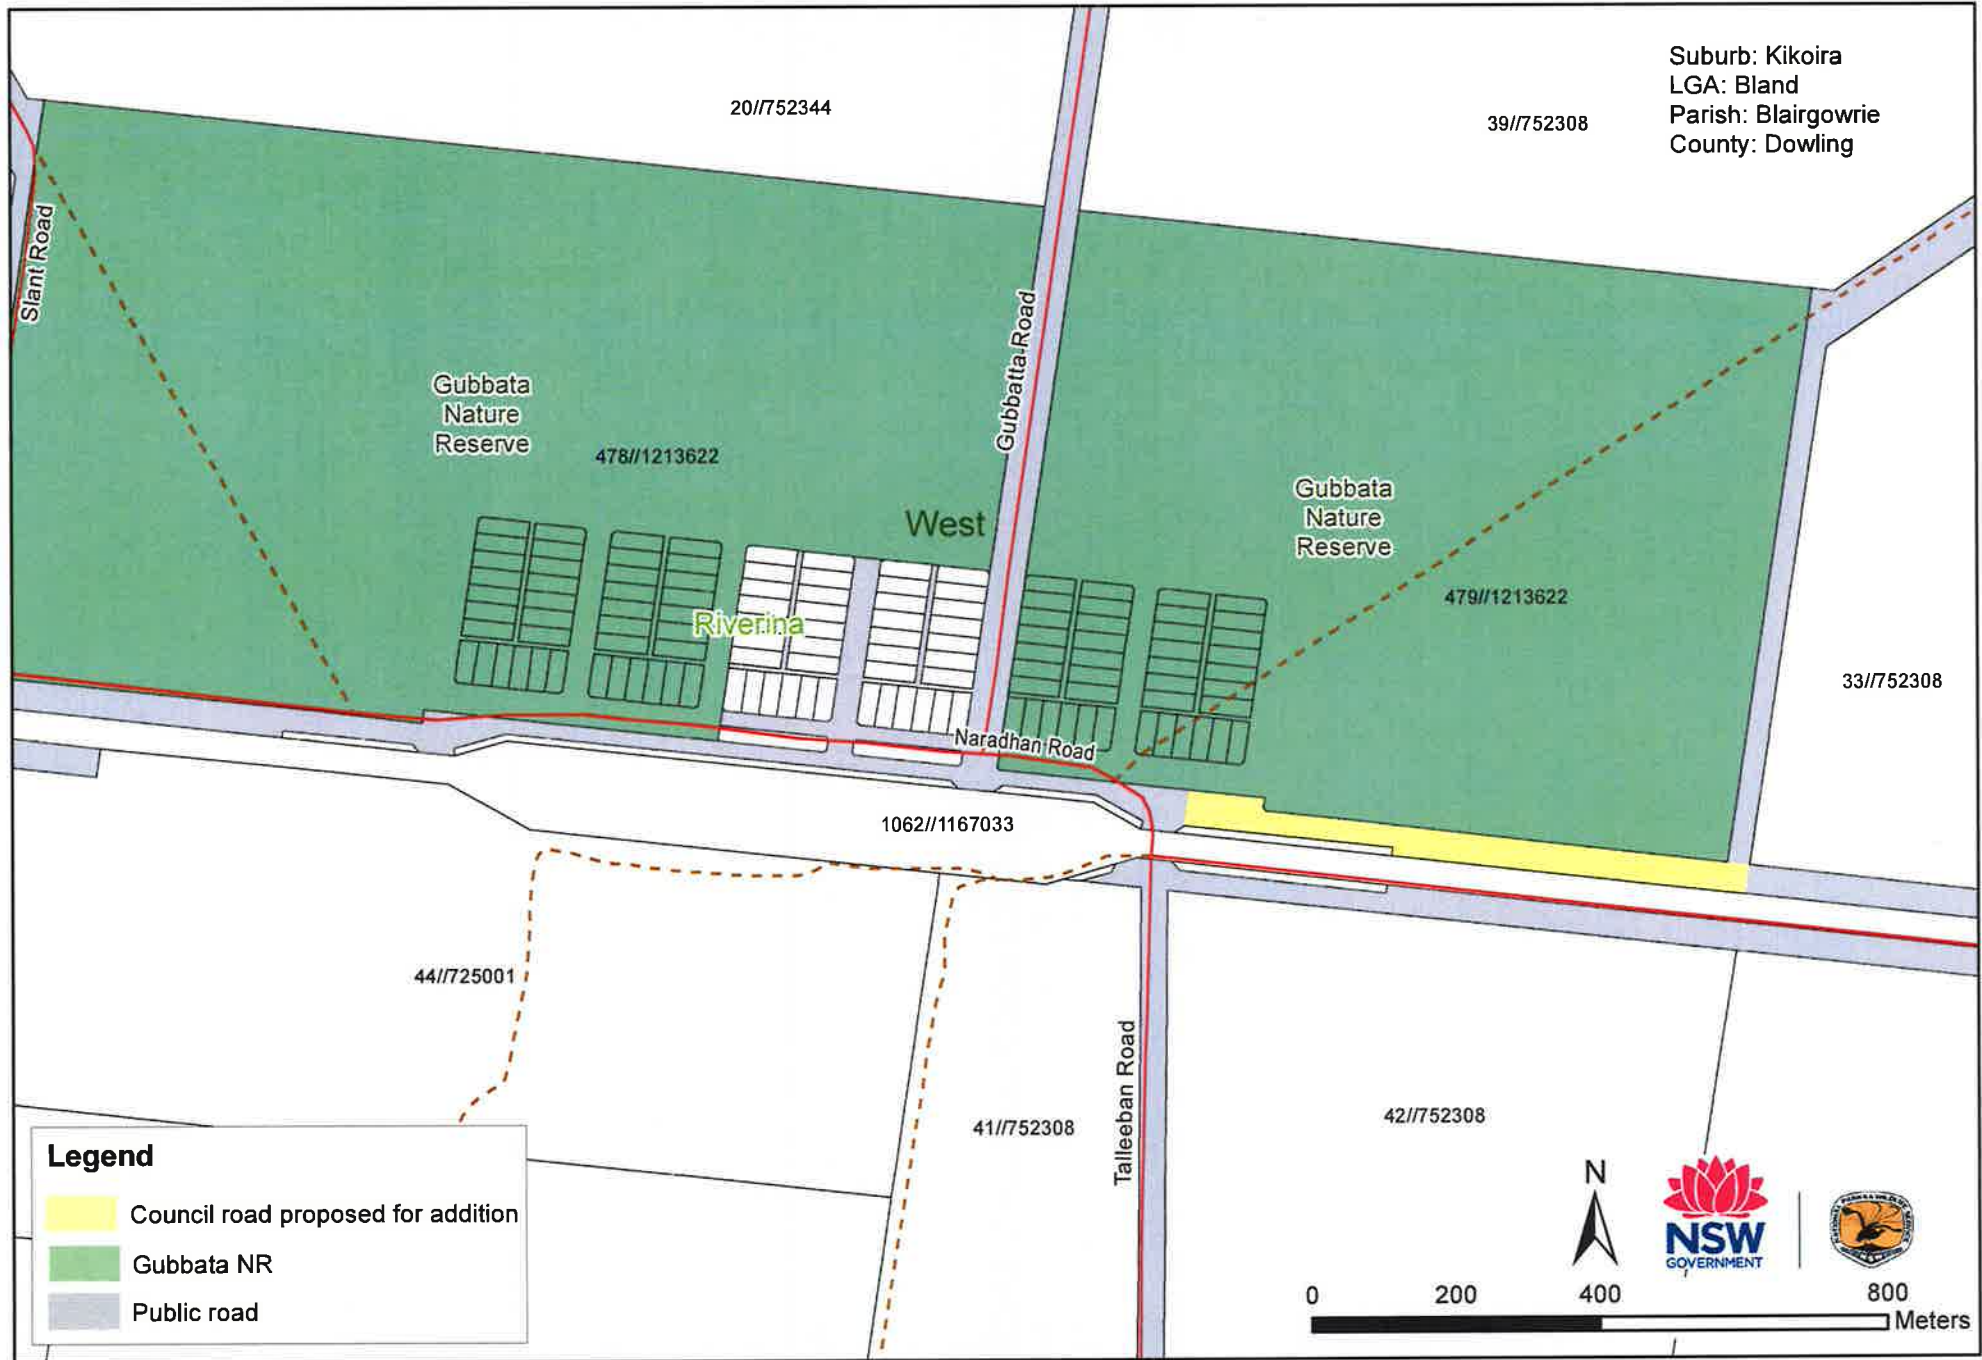 Suburb: Kikoira
LGA: Bland
Parish: Blairgowrie
County: Dowling
20//752344
39//752308
Slant Road
Gubbatta Road
Gubbata
Nature
Reserve
478//1213622
West
Gubbata
Nature
Reserve
479//1213622
Riverina
33//752308
Naradhan Road
1062//1167033
44//725001
41//752308
Talleeban Road
42//752308
Legend
Council road proposed for addition
Gubbata NR
Public road
N
NSW
GOVERNMENT
0 200 400 800
Meters